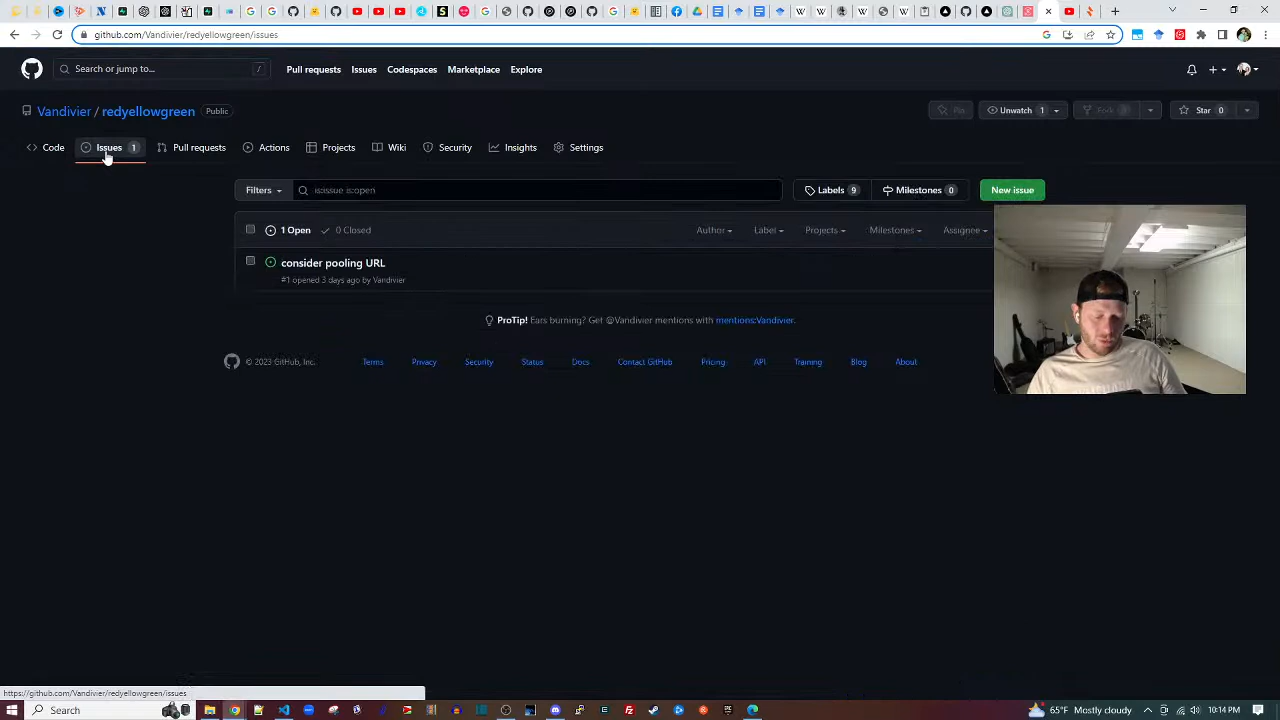 github.com/Vandivier/redyellowgreen/issues
Search or jump to...
/
Pull requests
Issues
Codespaces
Marketplace
Explore
Vandivier / redyellowgreen
Public
Pin
Unwatch 1
Fork 0
Star 0
Code
Issues 1
Pull requests
Actions
Projects
Wiki
Security
Insights
Settings
Filters
is:issue is:open
Labels 9
Milestones 0
New issue
1 Open
0 Closed
Author
Label
Projects
Milestones
Assignee
consider pooling URL
#1 opened 3 days ago by Vandivier
ProTip! Ears burning? Get @Vandivier mentions with mentions:Vandivier.
© 2023 GitHub, Inc.
Terms
Privacy
Security
Status
Docs
Contact GitHub
Pricing
API
Training
Blog
About
https://github.com/Vandivier/redyellowgreen/issues
Search
65°F Mostly cloudy
10:14 PM